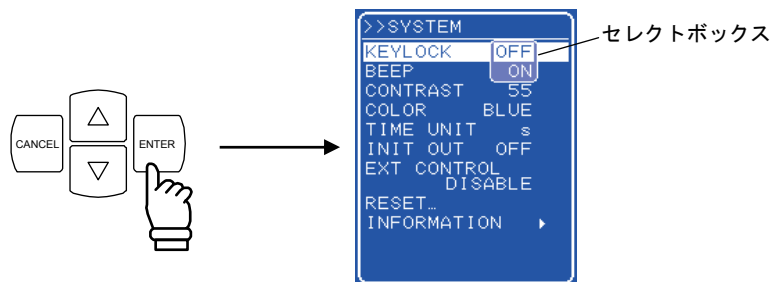 >>SYSTEM
セレクトボックス
KEYLOCK OFF
BEEP ON
CONTRAST 55
COLOR BLUE
TIME UNIT s
INIT OUT OFF
EXT CONTROL
DISABLE
RESET…
INFORMATION
CANCEL
ENTER